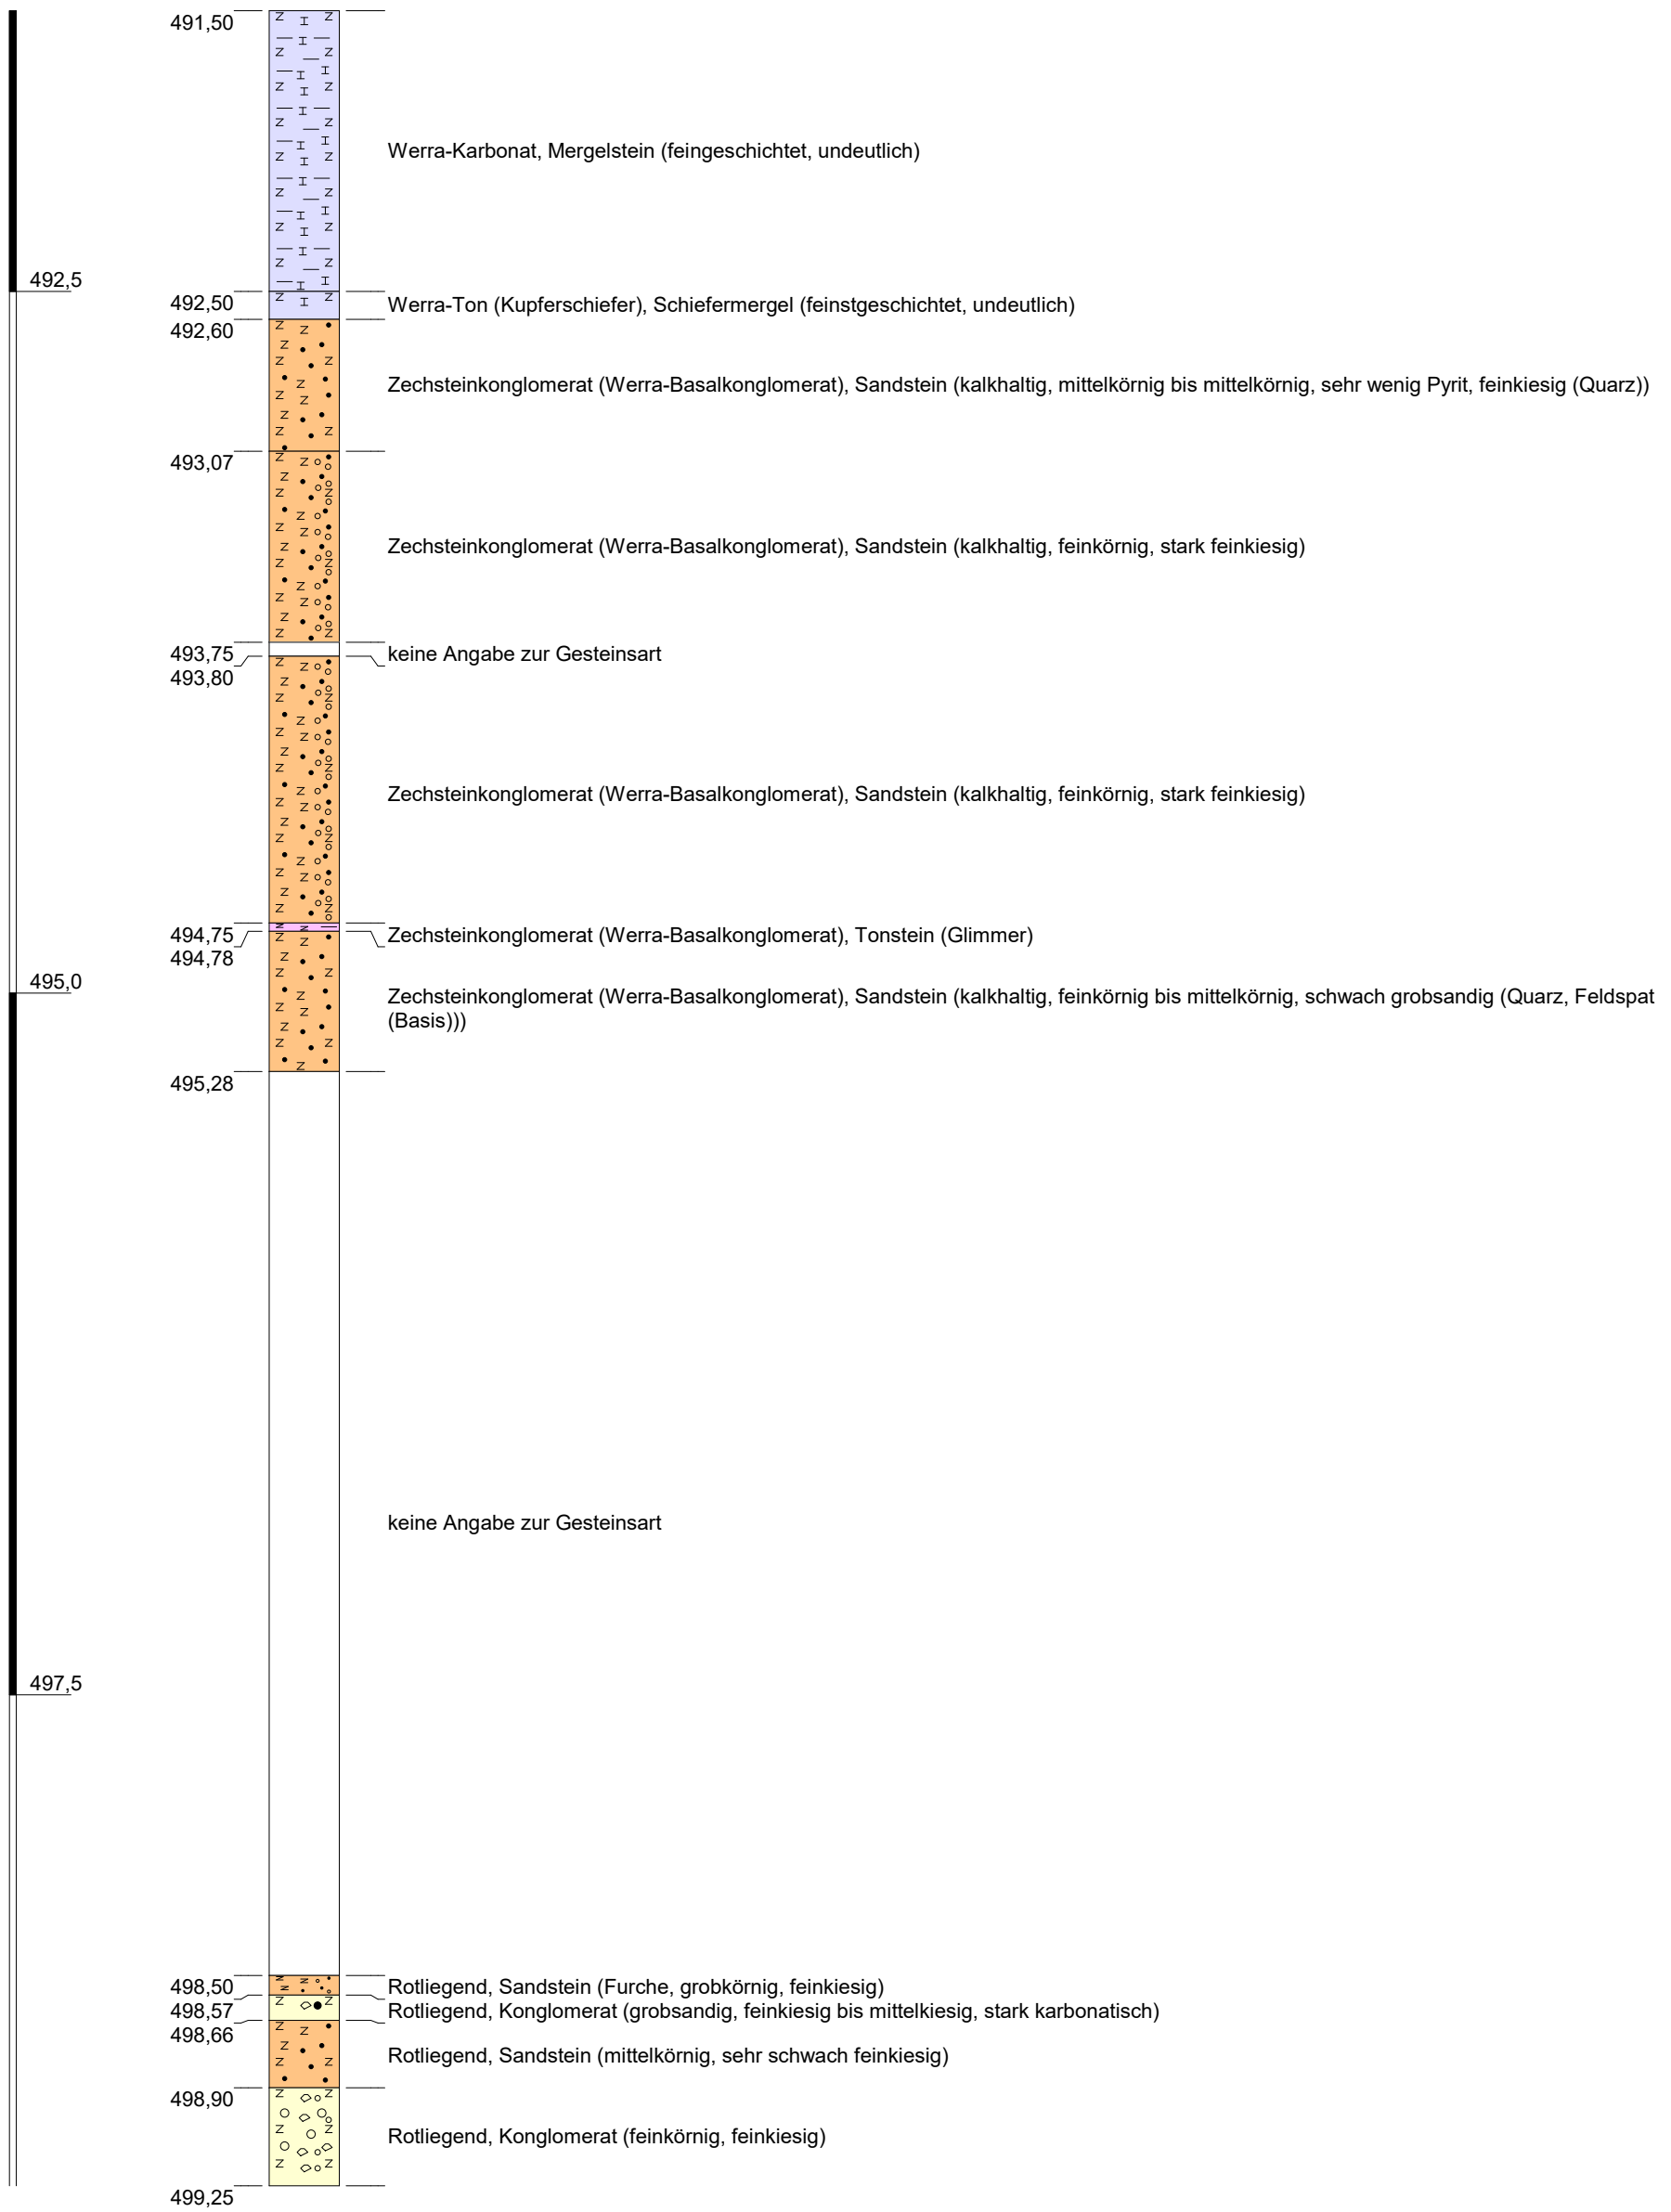 491,50
Werra-Karbonat, Mergelstein (feingeschichtet, undeutlich)
492,5
492,50
Werra-Ton (Kupferschiefer), Schiefermergel (feinstgeschichtet, undeutlich)
492,60
Zechsteinkonglomerat (Werra-Basalkonglomerat), Sandstein (kalkhaltig, mittelkörnig bis mittelkörnig, sehr wenig Pyrit, feinkiesig (Quarz))
493,07
Zechsteinkonglomerat (Werra-Basalkonglomerat), Sandstein (kalkhaltig, feinkörnig, stark feinkiesig)
493,75
keine Angabe zur Gesteinsart
493,80
Zechsteinkonglomerat (Werra-Basalkonglomerat), Sandstein (kalkhaltig, feinkörnig, stark feinkiesig)
494,75
Zechsteinkonglomerat (Werra-Basalkonglomerat), Tonstein (Glimmer)
494,78
495,0
Zechsteinkonglomerat (Werra-Basalkonglomerat), Sandstein (kalkhaltig, feinkörnig bis mittelkörnig, schwach grobsandig (Quarz, Feldspat
(Basis)))
495,28
keine Angabe zur Gesteinsart
497,5
498,50
Rotliegend, Sandstein (Furche, grobkörnig, feinkiesig)
498,57
Rotliegend, Konglomerat (grobsandig, feinkiesig bis mittelkiesig, stark karbonatisch)
498,66
Rotliegend, Sandstein (mittelkörnig, sehr schwach feinkiesig)
498,90
Rotliegend, Konglomerat (feinkörnig, feinkiesig)
499,25